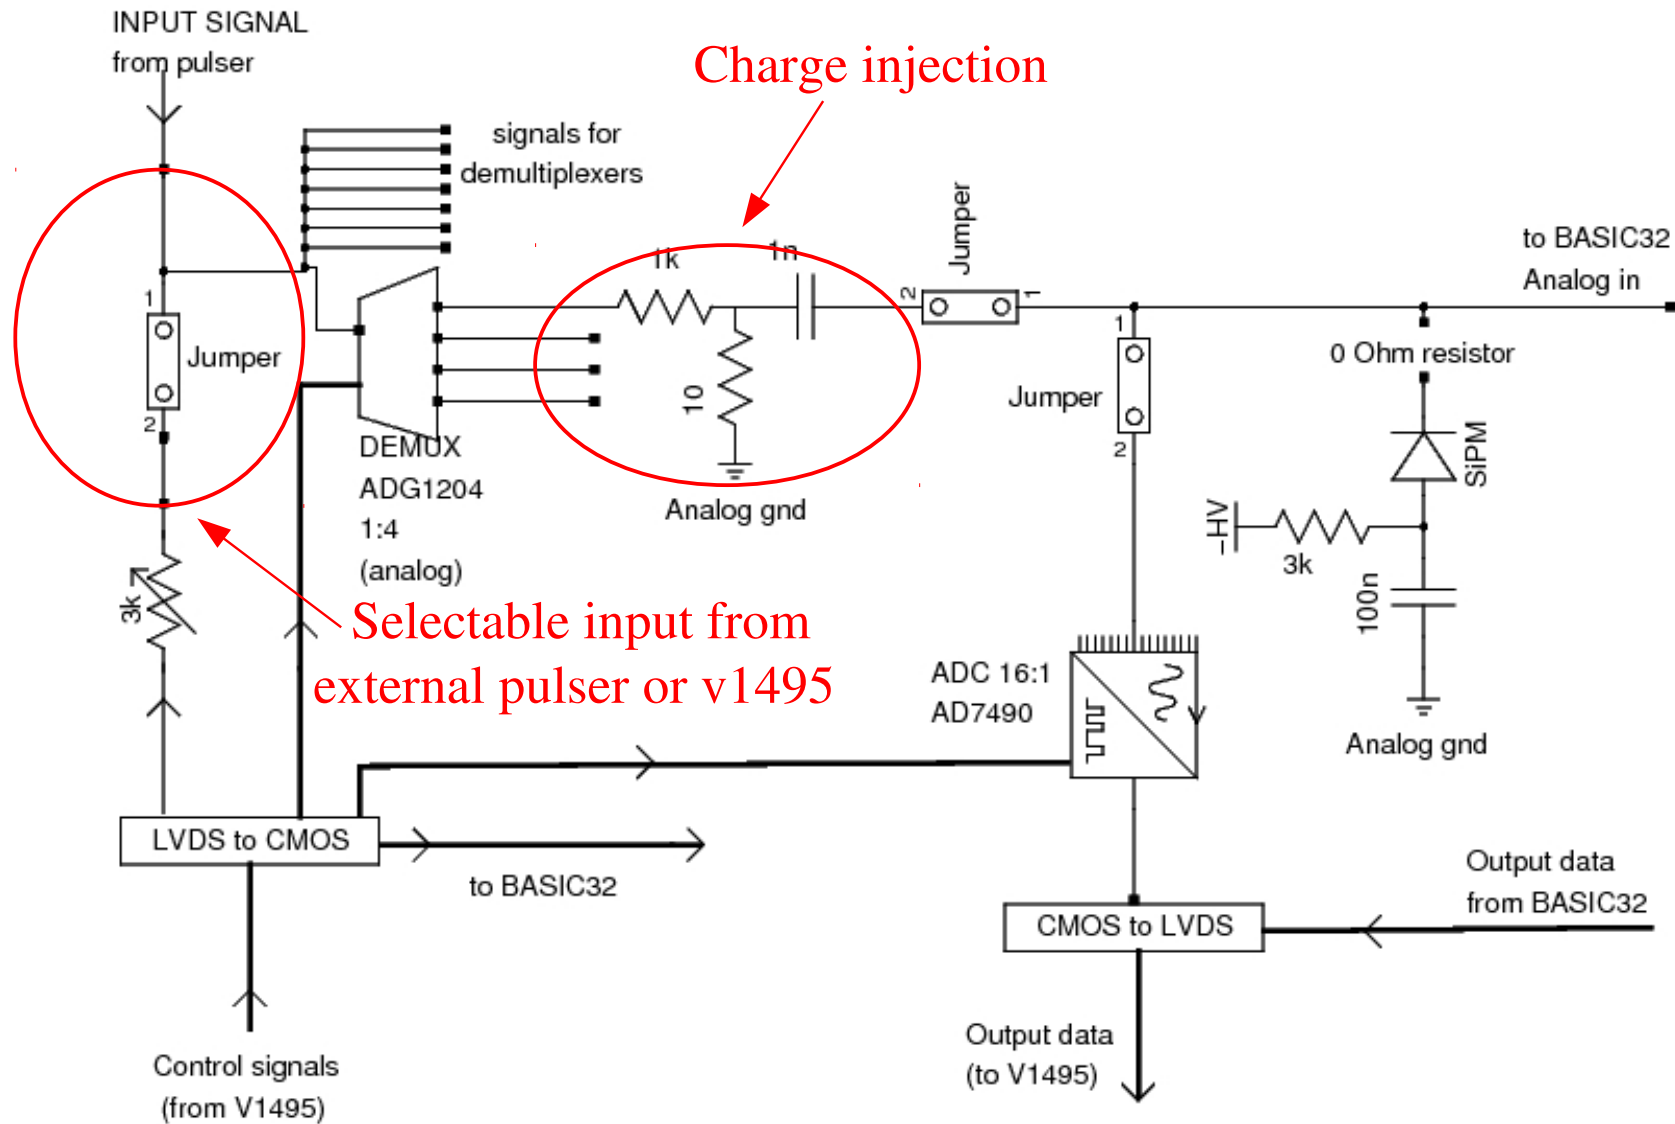 INPUT SIGNAL
from pulser
Charge injection
signals for
demultiplexers
Jumper
1k
1n
2
1
to BASIC32
Analog in
1
Jumper
2
10
Analog gnd
DEMUX
ADG1204
1:4
(analog)
1
Jumper
2
0 Ohm resistor
SiPM
-HV
3k
100n
Analog gnd
3k
Selectable input from
external pulser or v1495
ADC 16:1
AD7490
LVDS to CMOS
to BASIC32
Control signals
(from V1495)
CMOS to LVDS
Output data
from BASIC32
Output data
(to V1495)